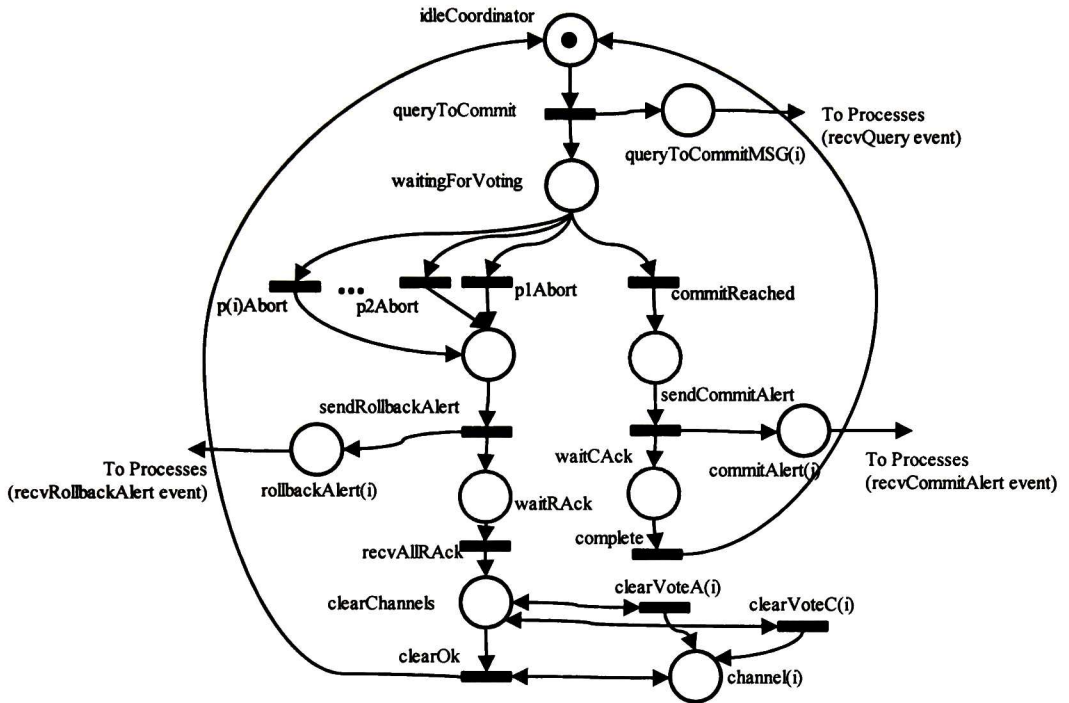 idleCoordinator
queryToCommit
To Processes
(recvQuery event)
queryToCommitMSG(i)
waitingForVoting
p(i)Abort
...
p2Abort
p1Abort
commitReached
sendRollbackAlert
sendCommitAlert
To Processes
(recvRollbackAlert event)
rollbackAlert(i)
waitCAck
commitAlert(i)
To Processes
(recvCommitAlert event)
waitRAck
recvAllRAck
complete
clearChannels
clearVoteA(i)
clearVoteC(i)
clearOk
channel(i)